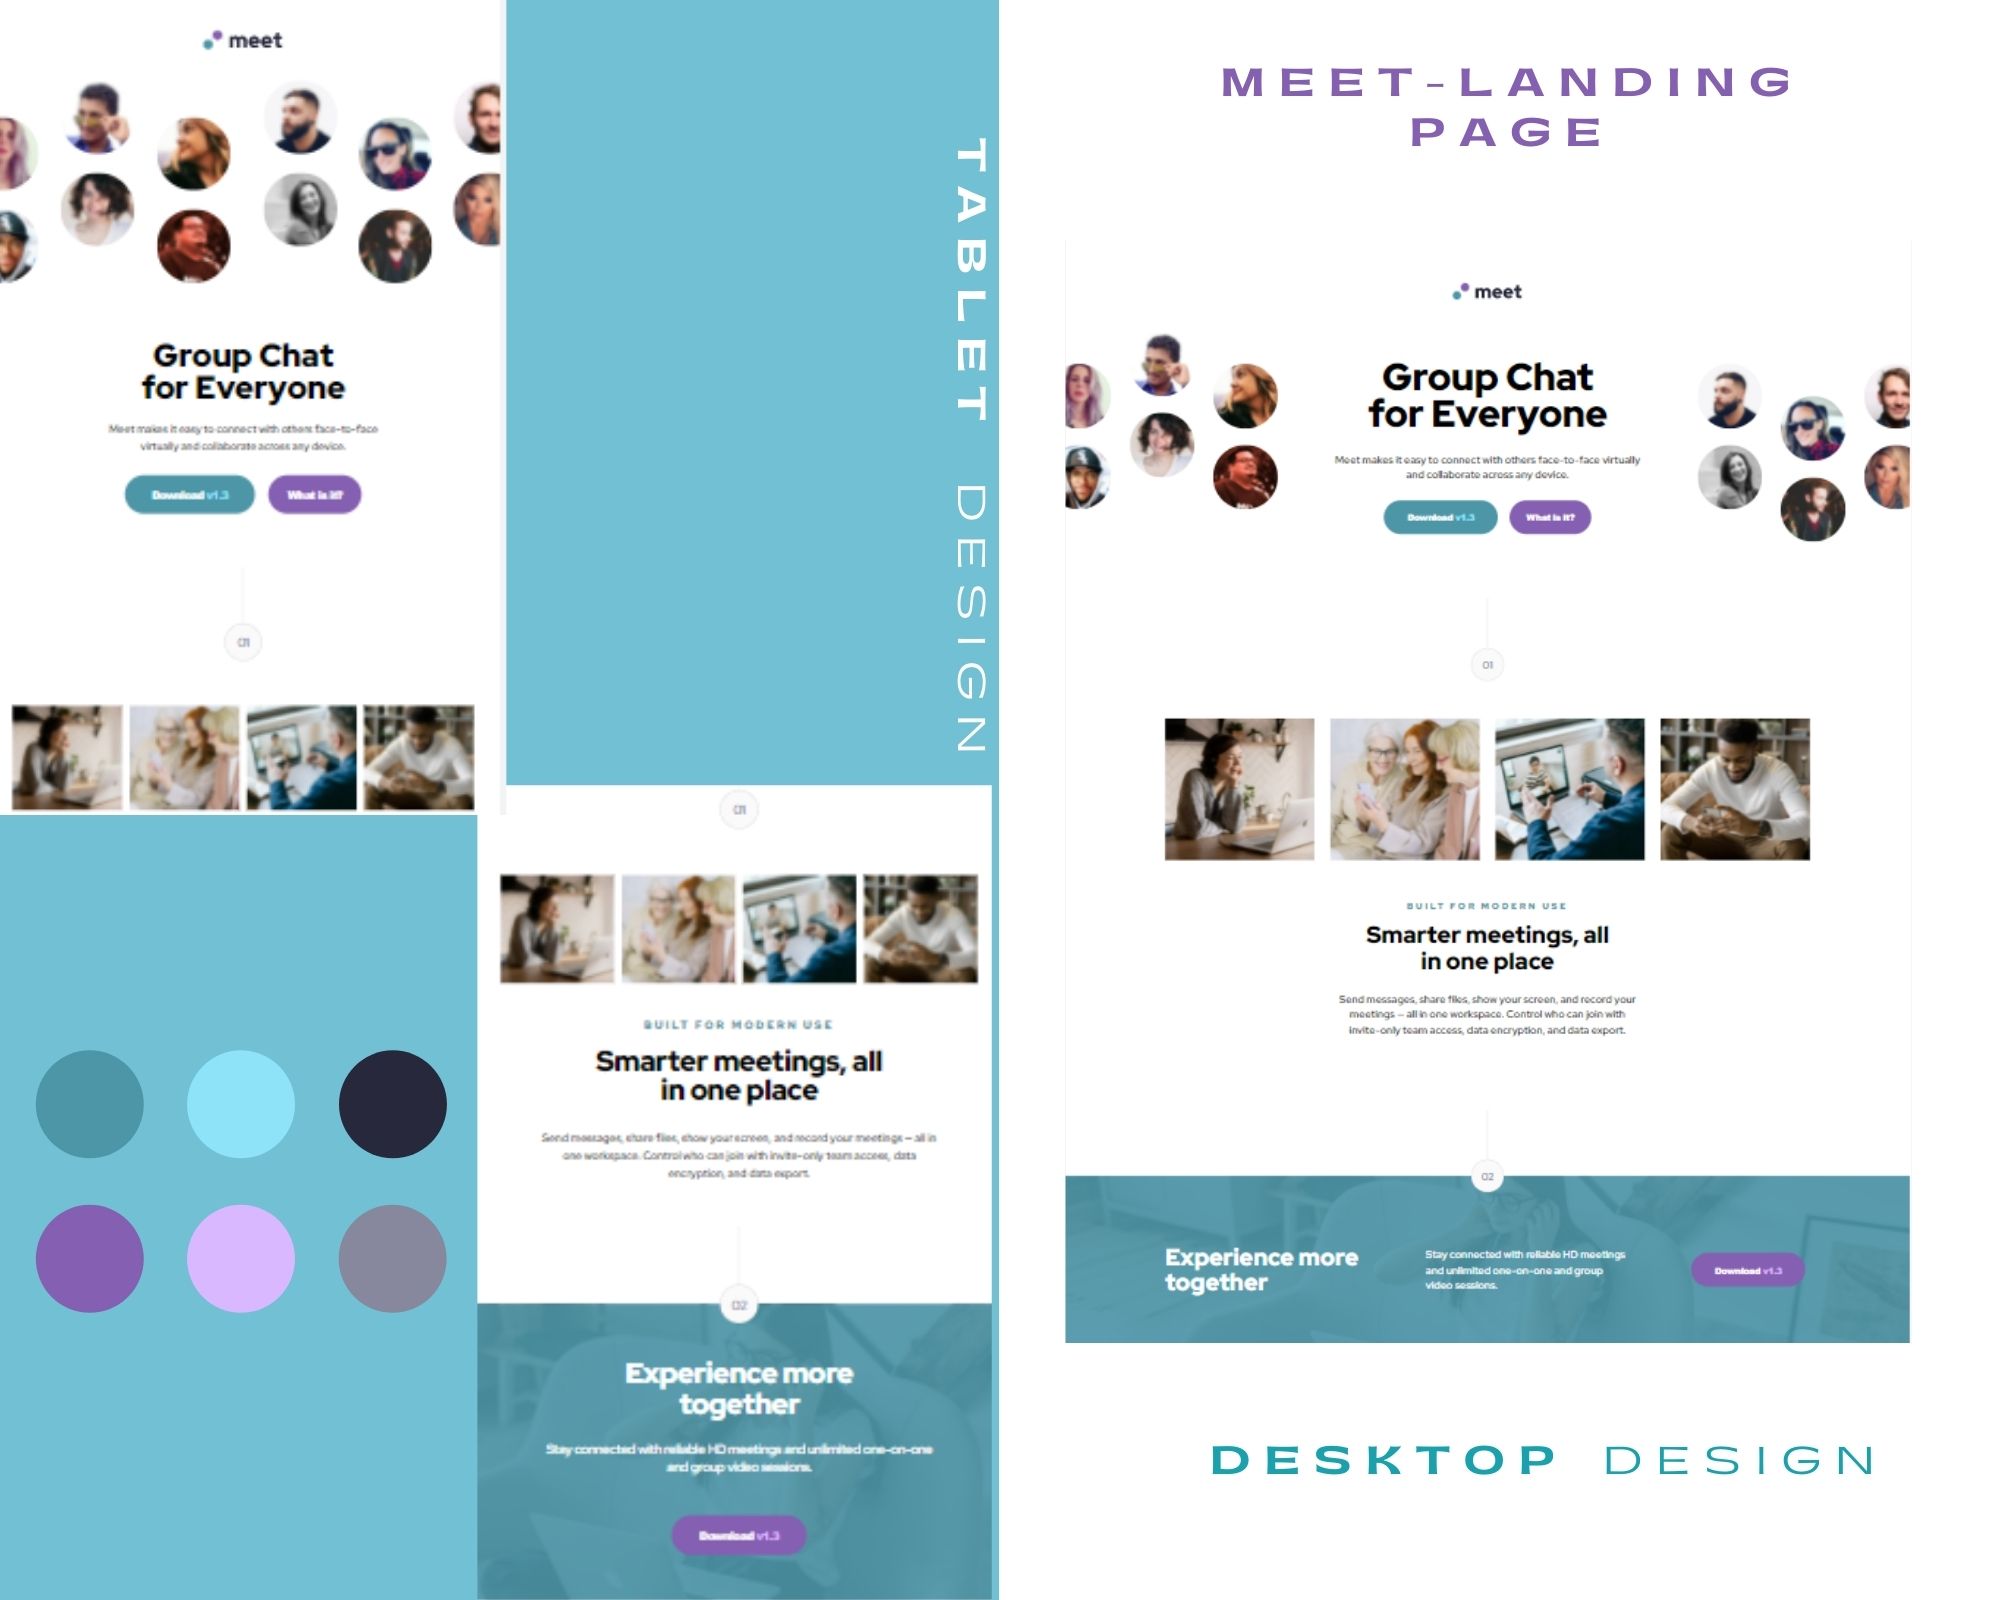 meet
Group Chat
for Everyone
Meet makes it easy to connect with others face-to-face
virtually and collaborate across any device.
Download v1.3
What is it?
01
TABLET DESIGN
01
BUILT FOR MODERN USE
Smarter meetings, all
in one place
Send messages, share files, show your screen, and record your meetings – all in
one workspace. Control who can join with invite-only team access, data
encryption, and data export.
02
Experience more
together
Stay connected with reliable HD meetings and unlimited one-on-one
and group video sessions.
Download v1.3
MEET-LANDING
PAGE
meet
Group Chat
for Everyone
Meet makes it easy to connect with others face-to-face virtually
and collaborate across any device.
Download v1.3
What is it?
01
BUILT FOR MODERN USE
Smarter meetings, all
in one place
Send messages, share files, show your screen, and record your
meetings – all in one workspace. Control who can join with
invite-only team access, data encryption, and data export.
02
Experience more
together
Stay connected with reliable HD meetings
and unlimited one-on-one and group
video sessions.
Download v1.3
DESKTOP DESIGN